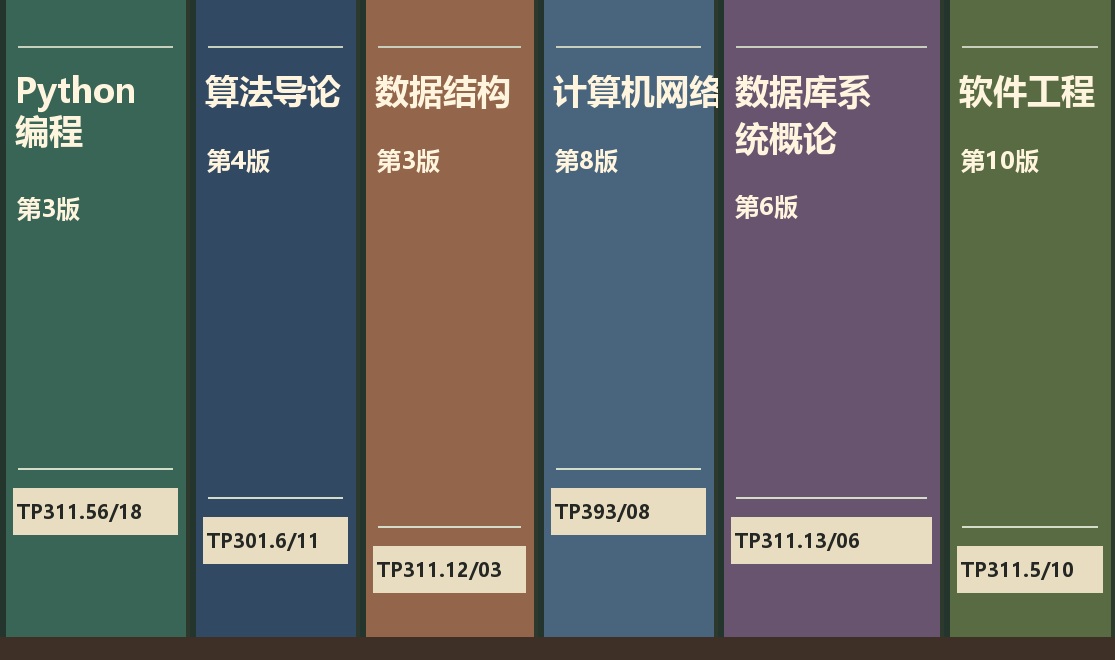 Python
编程
第3版
TP311.56/18
算法导论
第4版
TP301.6/11
数据结构
第3版
TP311.12/03
计算机网络
第8版
TP393/08
数据库系
统概论
第6版
TP311.13/06
软件工程
第10版
TP311.5/10